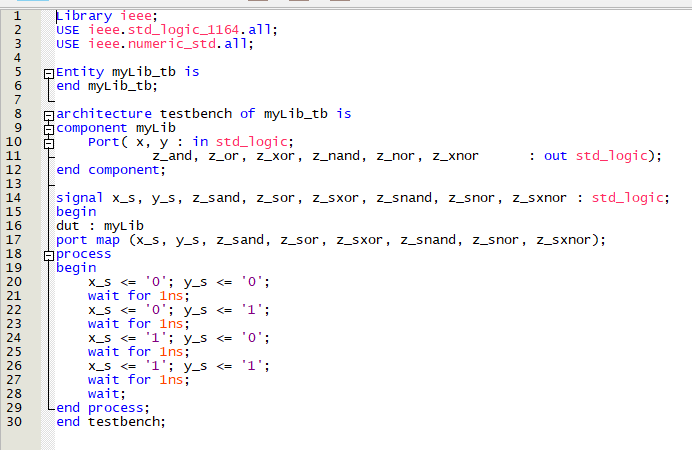 1 Library ieee;
2 USE ieee.std_logic_1164.all;
3 USE ieee.numeric_std.all;
4
5 Entity myLib_tb is
6 end myLib_tb;
7
8 architecture testbench of myLib_tb is
9 component myLib
10 Port( x, y : in std_logic;
11 z_and, z_or, z_xor, z_nand, z_nor, z_xnor : out std_logic);
12 end component;
13
14 signal x_s, y_s, z_sand, z_sor, z_sxor, z_snand, z_snor, z_sxnor : std_logic;
15 begin
16 dut : myLib
17 port map (x_s, y_s, z_sand, z_sor, z_sxor, z_snand, z_snor, z_sxnor);
18 process
19 begin
20 x_s <= '0'; y_s <= '0';
21 wait for 1ns;
22 x_s <= '0'; y_s <= '1';
23 wait for 1ns;
24 x_s <= '1'; y_s <= '0';
25 wait for 1ns;
26 x_s <= '1'; y_s <= '1';
27 wait for 1ns;
28 wait;
29 end process;
30 end testbench;